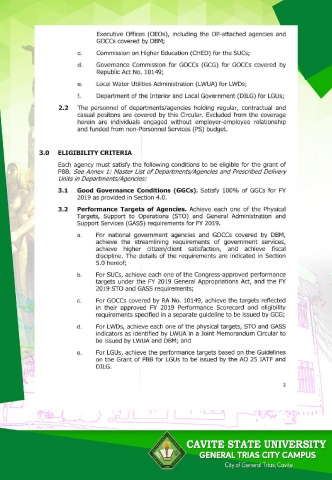 Executive Offices (OEOs), including the OP-attached agencies and
GOCCs covered by DBM;
c. Commission on Higher Education (CHED) for the SUCs;
d. Governance Commission for GOCCs (GCG) for GOCCs covered by
Republic Act No. 10149;
e. Local Water Utilities Administration (LWUA) for LWDs;
f. Department of the Interior and Local Government (DILG) for LGUs;
2.2 The personnel of departments/agencies holding regular, contractual and
casual positons are covered by this Circular. Excluded from the coverage
herein are individuals engaged without employer-employee relationship
and funded from non-Personnel Services (PS) budget.
3.0 ELIGIBILITY CRITERIA
Each agency must satisfy the following conditions to be eligible for the grant of
PBB. See Annex 1: Master List of Departments/Agencies and Prescribed Delivery
Units in Departments/Agencies:
3.1 Good Governance Conditions (GGCs). Satisfy 100% of GGCs for FY
2019 as provided in Section 4.0.
3.2 Performance Targets of Agencies. Achieve each one of the Physical
Targets, Support to Operations (STO) and General Administration and
Support Services (GASS) requirements for FY 2019.
a. For national government agencies and GOCCs covered by DBM,
achieve the streamlining requirements of government services,
achieve higher citizen/client satisfaction, and achieve fiscal
discipline. The details of the requirements are indicated in Section
5.0 hereof;
b. For SUCs, achieve each one of the Congress-approved performance
targets under the FY 2019 General Appropriations Act, and the FY
2019 STO and GASS requirements;
c. For GOCCs covered by RA No. 10149, achieve the targets reflected
in their approved FY 2019 Performance Scorecard and eligibility
requirements specified in a separate guideline to be issued by GCG;
d. For LWDs, achieve each one of the physical targets, STO and GASS
indicators as identified by LWUA in a Joint Memorandum Circular to
be issued by LWUA and DBM; and
e. For LGUs, achieve the performance targets based on the Guidelines
on the Grant of PBB for LGUs to be issued by the AO 25 IATF and
DILG.
2
CAVITE STATE UNIVERSITY
GENERAL TRIAS CITY CAMPUS
City of General Trias, Cavite